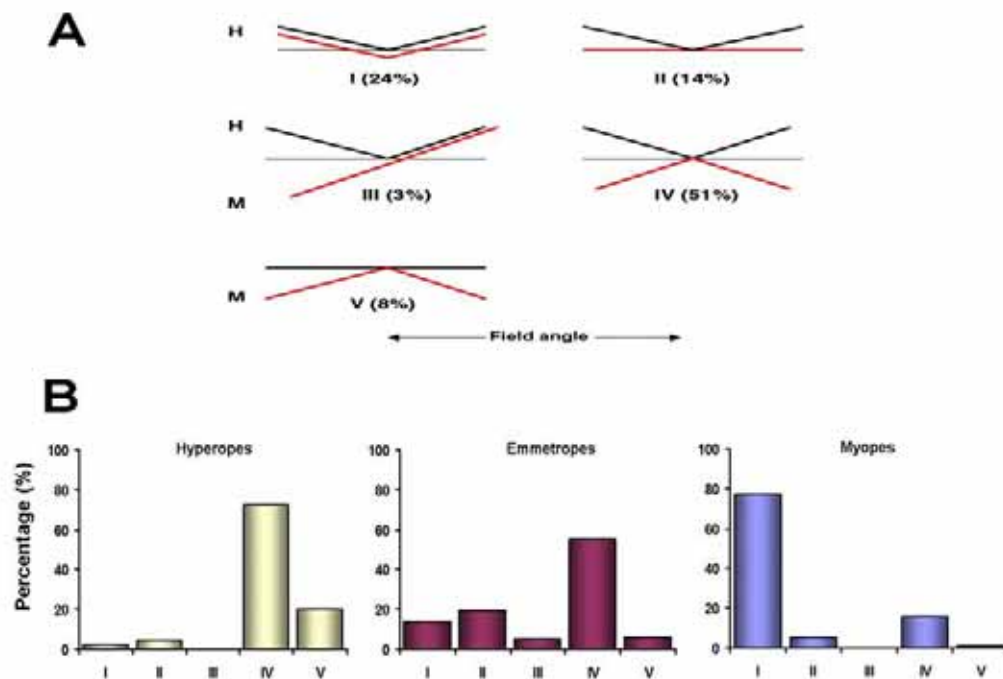 A
H
I (24%)
II (14%)
H
M
III (3%)
IV (51%)
M
V (8%)
Field angle
B
Hyperopes
Emmetropes
Myopes
Percentage (%)
100
80
60
40
20
0
I II III IV V
100
80
60
40
20
0
I II III IV V
100
80
60
40
20
0
I II III IV V